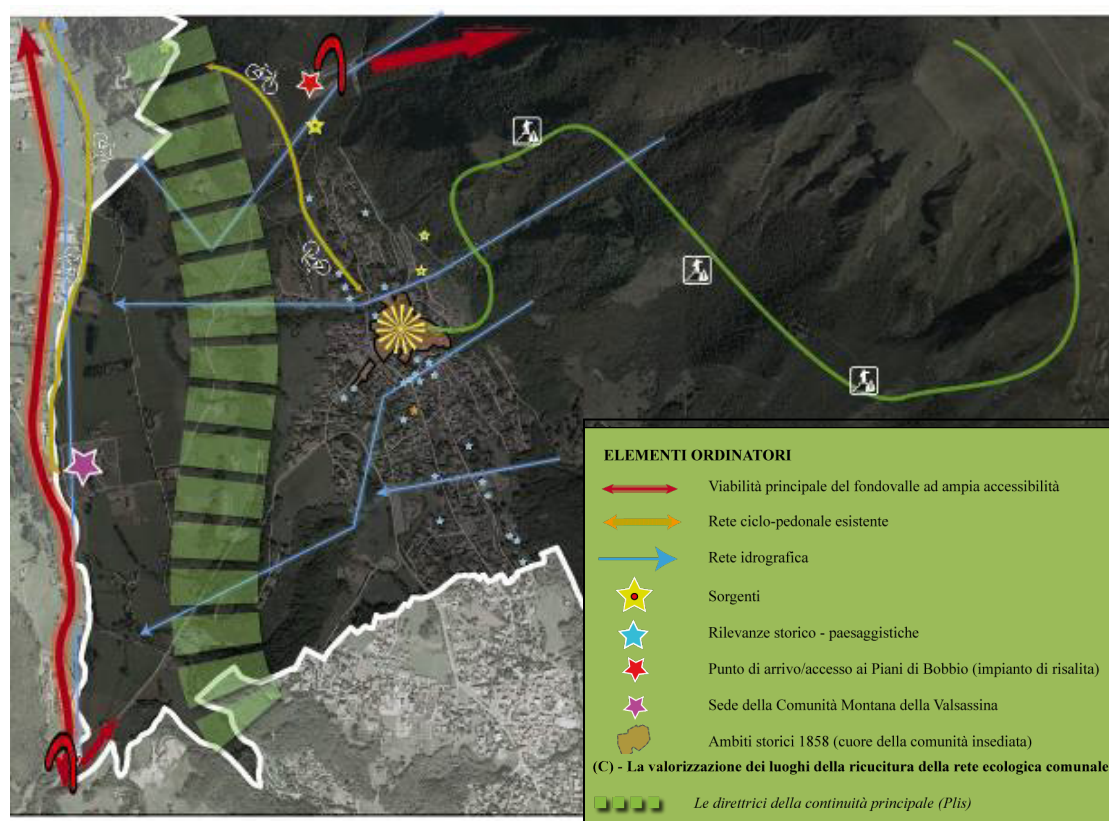 ELEMENTI ORDINATORI
Viabilità principale del fondovalle ad ampia accessibilità
Rete ciclo-pedonale esistente
Rete idrografica
Sorgenti
Rilevanze storico - paesaggistiche
Punto di arrivo/accesso ai Piani di Bobbio (impianto di risalita)
Sede della Comunità Montana della Valsassina
Ambiti storici 1858 (cuore della comunità insediata)
(C) - La valorizzazione dei luoghi della ricucitura della rete ecologica comunale
Le direttrici della continuità principale (Plis)